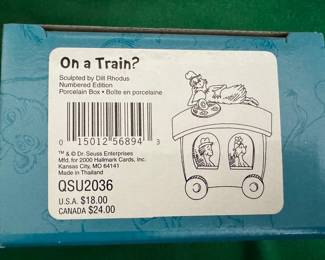 On a Train?
Sculpted by Dill Rhodus
Numbered Edition
Porcelain Box • Boîte en porcelaine
0 15012 56894 3
™ & © Dr. Seuss Enterprises
Mfd. for 2000 Hallmark Cards, Inc.
Kansas City, MO 64141
Made in Thailand
QSU2036
U.S.A. $18.00
CANADA $24.00